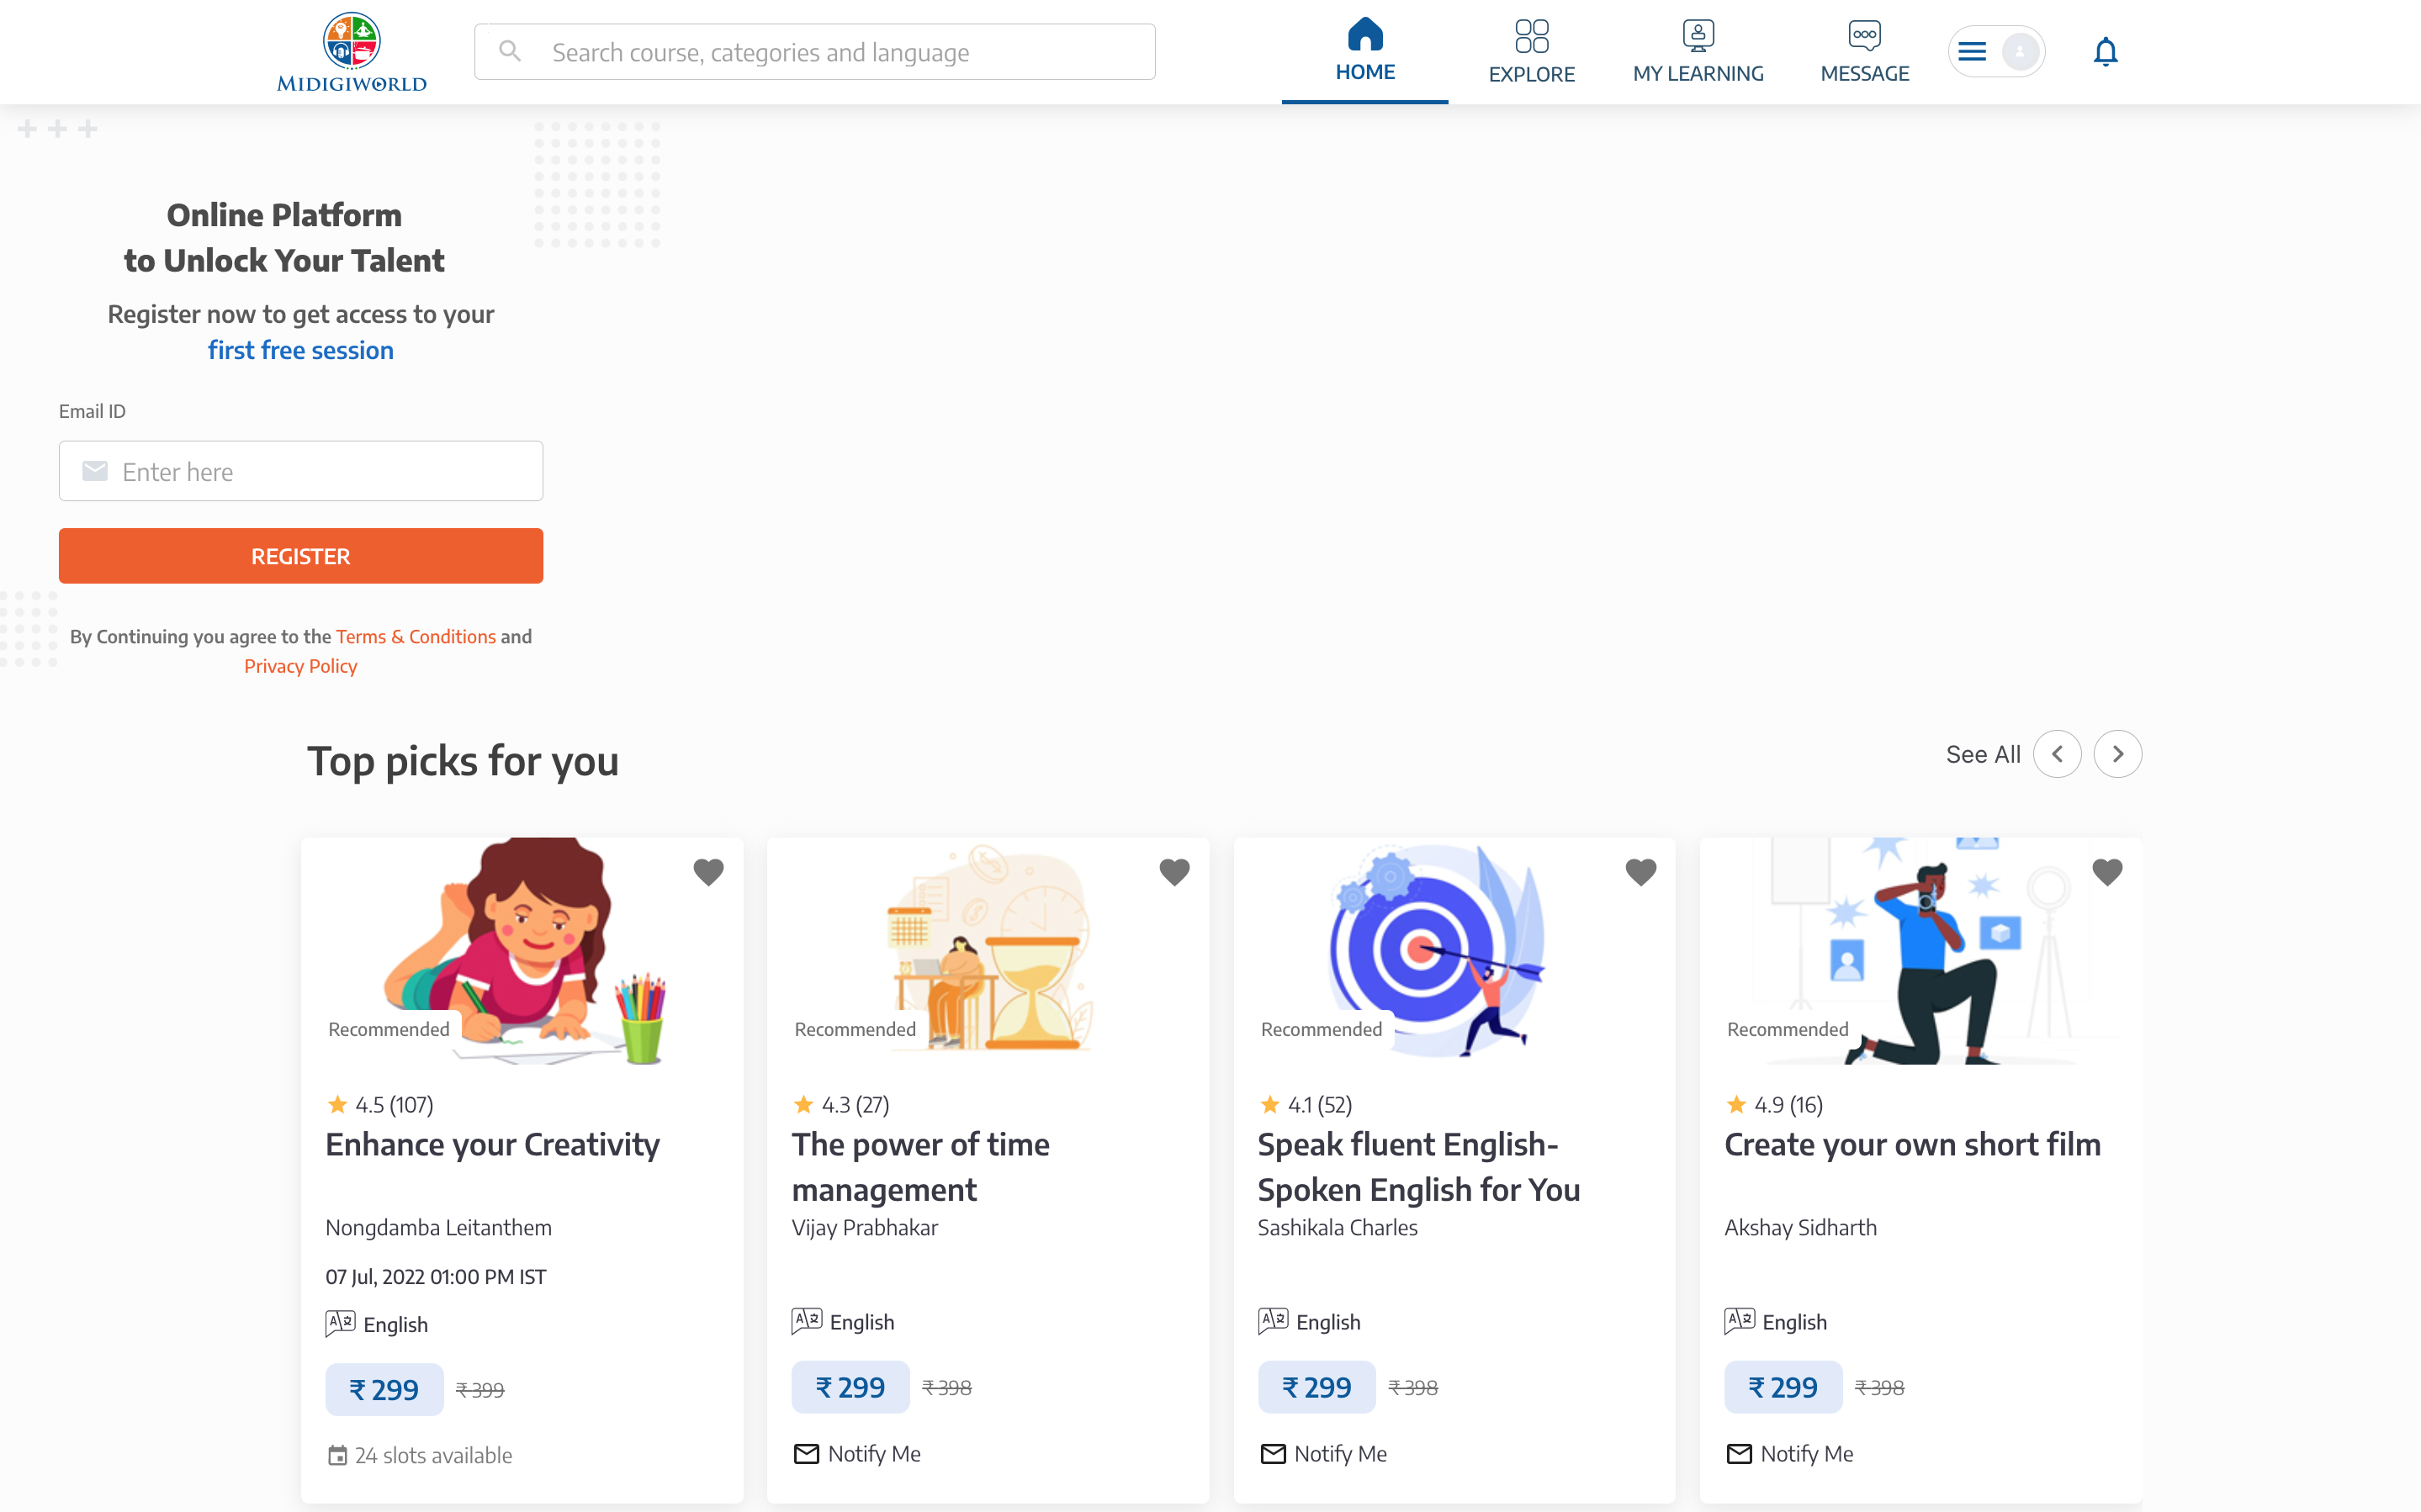 MIDIGIWORLD
Search course, categories and language
HOME
EXPLORE
MY LEARNING
MESSAGE
Online Platform
to Unlock Your Talent
Register now to get access to your
first free session
Email ID
Enter here
REGISTER
By Continuing you agree to the Terms & Conditions and
Privacy Policy
Top picks for you
See All
Recommended
4.5 (107)
Enhance your Creativity
Nongdamba Leitanthem
07 Jul, 2022 01:00 PM IST
English
₹ 299 ₹ 399
24 slots available
Recommended
4.3 (27)
The power of time
management
Vijay Prabhakar
English
₹ 299 ₹ 398
Notify Me
Recommended
4.1 (52)
Speak fluent English-
Spoken English for You
Sashikala Charles
English
₹ 299 ₹ 398
Notify Me
Recommended
4.9 (16)
Create your own short film
Akshay Sidharth
English
₹ 299 ₹ 398
Notify Me